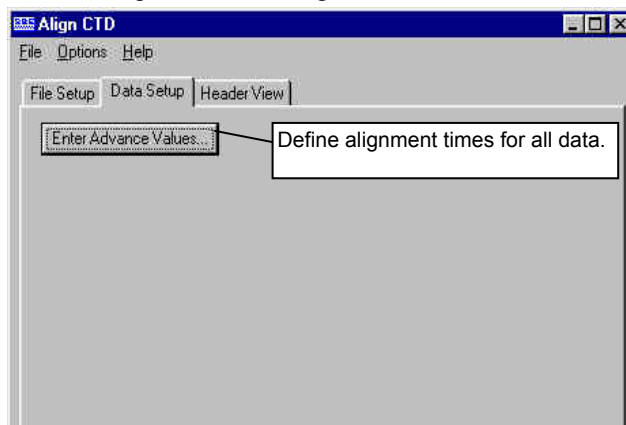 SBE Align CTD
File Options Help
File Setup Data Setup Header View
Enter Advance Values...
Define alignment times for all data.